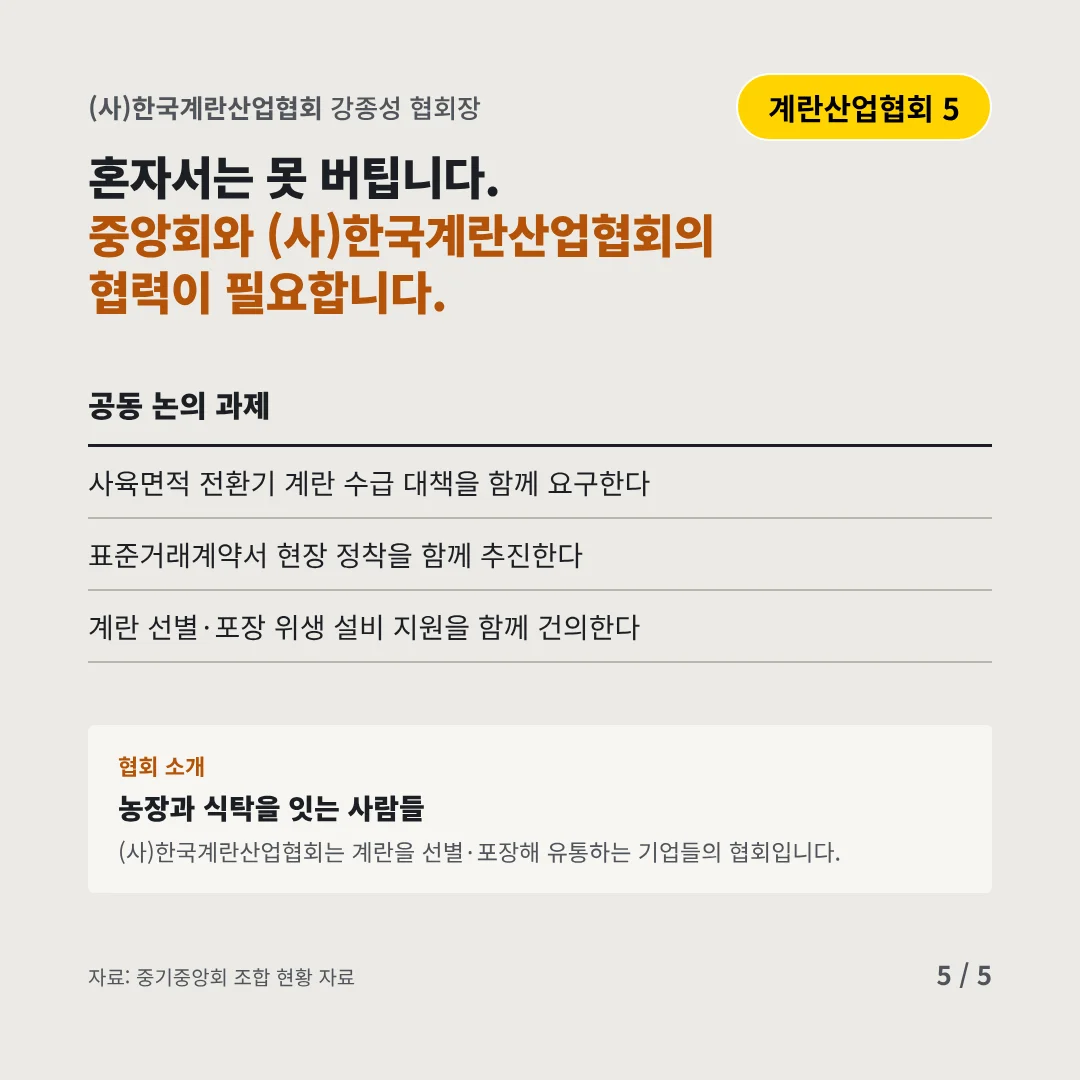 (사)한국계란산업협회 강종성 협회장
계란산업협회 5
혼자서는 못 버팁니다.
중앙회와 (사)한국계란산업협회의
협력이 필요합니다.
공동 논의 과제
사육면적 전환기 계란 수급 대책을 함께 요구한다
표준거래계약서 현장 정착을 함께 추진한다
계란 선별·포장 위생 설비 지원을 함께 건의한다
협회 소개
농장과 식탁을 잇는 사람들
(사)한국계란산업협회는 계란을 선별·포장해 유통하는 기업들의 협회입니다.
자료: 중기중앙회 조합 현황 자료
5 / 5